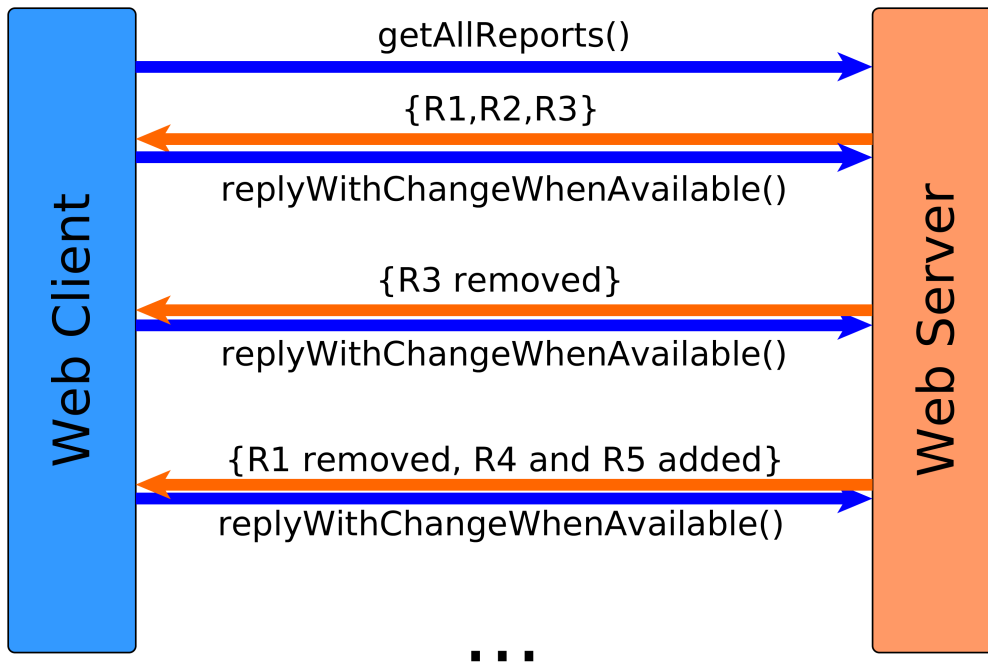 getAllReports()
{R1,R2,R3}
replyWithChangeWhenAvailable()
{R3 removed}
replyWithChangeWhenAvailable()
{R1 removed, R4 and R5 added}
replyWithChangeWhenAvailable()
...
Web Client
Web Server